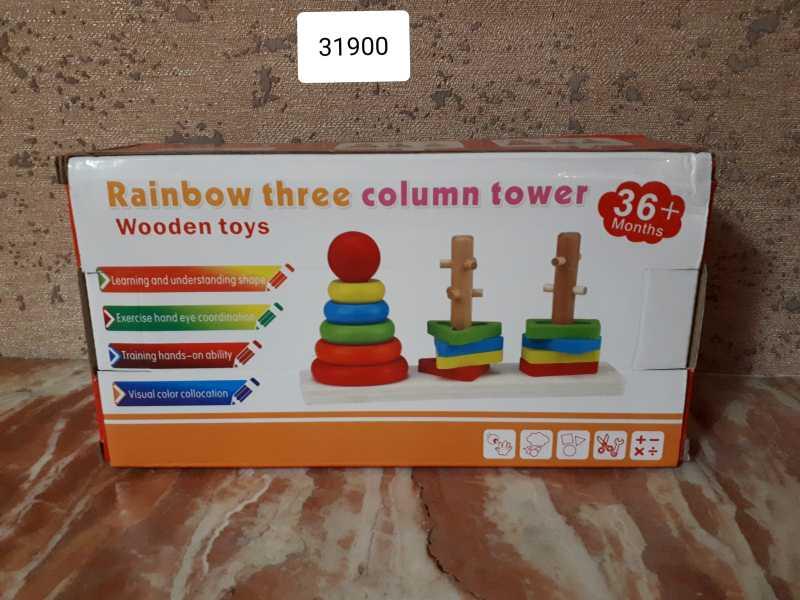 31900
Rainbow three column tower
Wooden toys
36+
Months
Learning and understanding shape
Exercise hand eye coordination
Training hands-on ability
Visual color collocation